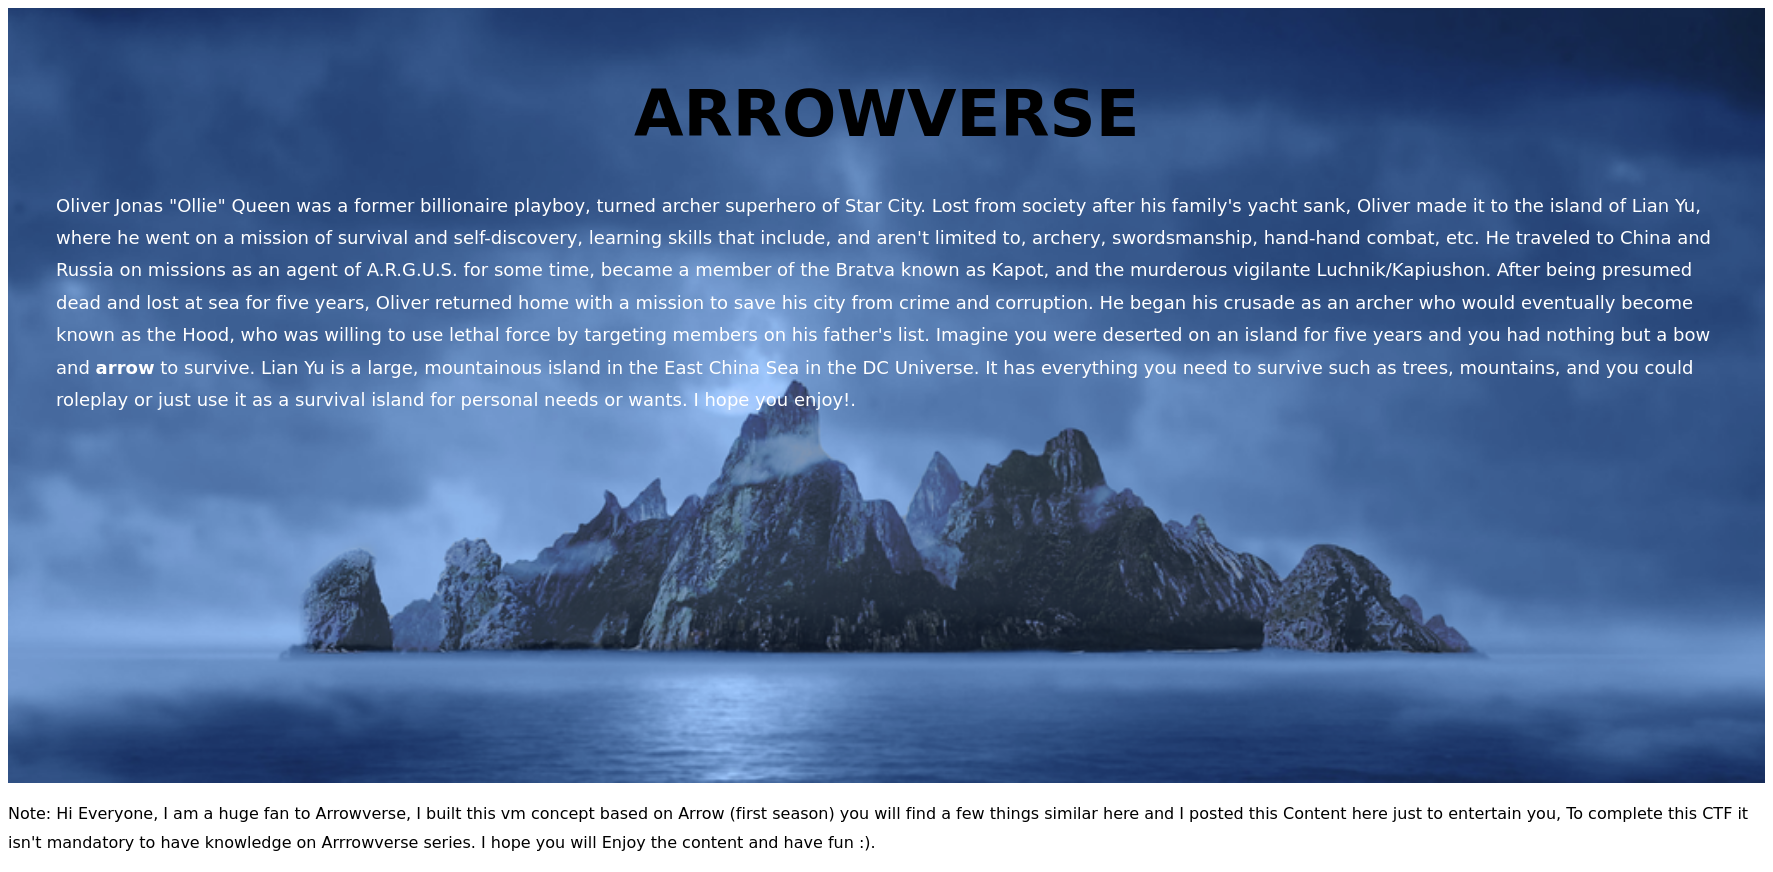 ARROWVERSE
Oliver Jonas "Ollie" Queen was a former billionaire playboy, turned archer superhero of Star City. Lost from society after his family's yacht sank, Oliver made it to the island of Lian Yu,
where he went on a mission of survival and self-discovery, learning skills that include, and aren't limited to, archery, swordsmanship, hand-hand combat, etc. He traveled to China and
Russia on missions as an agent of A.R.G.U.S. for some time, became a member of the Bratva known as Kapot, and the murderous vigilante Luchnik/Kapiushon. After being presumed
dead and lost at sea for five years, Oliver returned home with a mission to save his city from crime and corruption. He began his crusade as an archer who would eventually become
known as the Hood, who was willing to use lethal force by targeting members on his father's list. Imagine you were deserted on an island for five years and you had nothing but a bow
and arrow to survive. Lian Yu is a large, mountainous island in the East China Sea in the DC Universe. It has everything you need to survive such as trees, mountains, and you could
roleplay or just use it as a survival island for personal needs or wants. I hope you enjoy!.
Note: Hi Everyone, I am a huge fan to Arrowverse, I built this vm concept based on Arrow (first season) you will find a few things similar here and I posted this Content here just to entertain you, To complete this CTF it
isn't mandatory to have knowledge on Arrrowverse series. I hope you will Enjoy the content and have fun :).